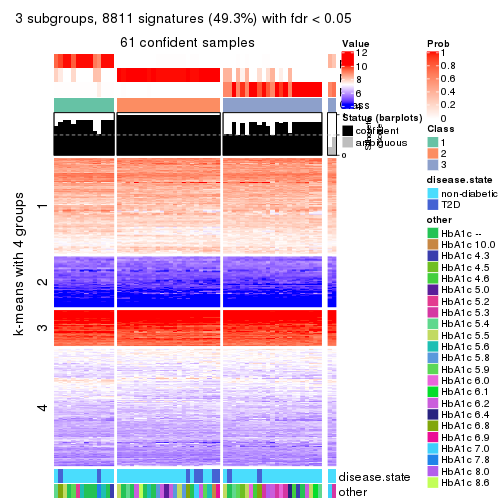 3 subgroups, 8811 signatures (49.3%) with fdr < 0.05
61 confident samples
k-means with 4 groups
1
2
3
4
Class
0
disease.state
other
Value
12
10
8
6
4
Status (barplots)
confident
ambiguous
Prob
1
0.8
0.6
0.4
0.2
0
Class
1
2
3
disease.state
non-diabetic
T2D
other
HbA1c --
HbA1c 10.0
HbA1c 4.3
HbA1c 4.5
HbA1c 4.6
HbA1c 5.0
HbA1c 5.2
HbA1c 5.3
HbA1c 5.4
HbA1c 5.5
HbA1c 5.6
HbA1c 5.8
HbA1c 5.9
HbA1c 6.0
HbA1c 6.1
HbA1c 6.2
HbA1c 6.4
HbA1c 6.8
HbA1c 6.9
HbA1c 7.0
HbA1c 7.8
HbA1c 8.0
HbA1c 8.6